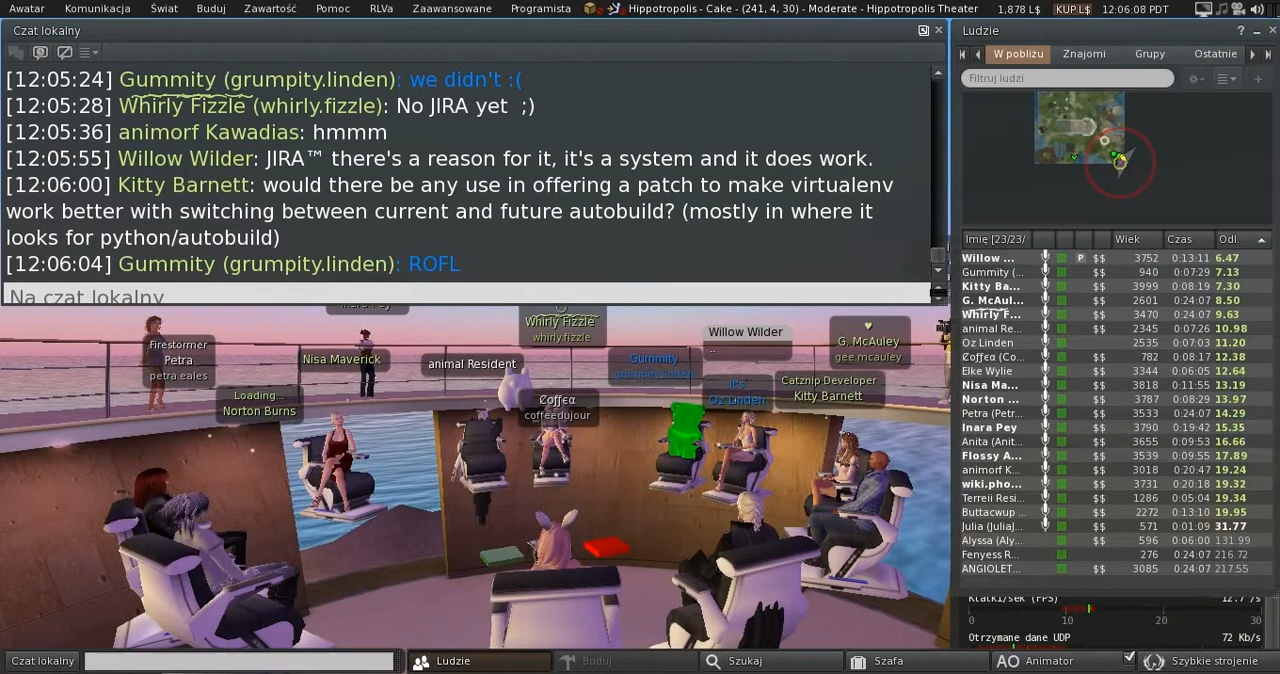 Awatar Komunikacja Świat Buduj Zawartość Pomoc RLVa Zaawansowane Programista Hippotropolis - Cake - (241, 4, 30) - Moderate - Hippotropolis Theater 1,878 L$ KUP L$ 12:06:08 PDT
Czat lokalny
[12:05:24] Gummity (grumpity.linden): we didn't :(
[12:05:28] Whirly Fizzle (whirly.fizzle): No JIRA yet ;)
[12:05:36] animorf Kawadias: hmmm
[12:05:55] Willow Wilder: JIRA™ there's a reason for it, it's a system and it does work.
[12:06:00] Kitty Barnett: would there be any use in offering a patch to make virtualenv
work better with switching between current and future autobuild? (mostly in where it
looks for python/autobuild)
[12:06:04] Gummity (grumpity.linden): ROFL
Na czat lokalny
Ludzie
W pobliżu Znajomi Grupy Ostatnie
Filtruj ludzi
Imię [23/23/ Wiek Czas Odl.
Willow ... P $$ 3752 0:13:11 6.47
Gummity (... $$ 940 0:07:29 7.13
Kitty Ba... $$ 3999 0:08:19 7.30
G. McAul... $$ 2601 0:24:07 8.50
Whirly F... $$ 3470 0:24:07 9.63
animal Re... $$ 2345 0:07:26 10.98
Oz Linden 2535 0:07:03 11.20
Coffεα (Co... $$ 782 0:08:17 12.38
Elke Wylie $$ 3344 0:06:05 12.64
Nisa Ma... $$ 3818 0:11:55 13.19
Norton ... $$ 3787 0:08:29 13.97
Petra (Petr... $$ 3533 0:24:07 14.29
Inara Pey $$ 3790 0:19:42 15.35
Anita (Anit... $$ 3655 0:09:53 16.66
Flossy A... $$ 3539 0:09:55 17.89
animorf K... $$ 3018 0:20:47 19.24
wiki.pho... $$ 3731 0:20:18 19.32
Terreii Resi... $$ 1286 0:05:04 19.34
Buttacwup ... $$ 2272 0:13:10 19.95
Julia (JuliaJ... $$ 571 0:01:09 31.77
Alyssa (Aly... $$ 596 0:06:00 131.99
Fenyess R... 276 0:24:07 216.72
ANGIOLET... $$ 3085 0:24:07 217.55
Klatki/sek (FPS) 12.7 /s
0 10 20 30
Otrzymane dane UDP 72 Kb/s
Firestormer
Petra
petra.eales
Nisa Maverick
Loading...
Norton Burns
animal Resident
Whirly Fizzle
whirly.fizzle
Coffεα
coffeedujour
Gummity
grumpity.linden
Willow Wilder
..
It's
Oz Linden
Catznip Developer
Kitty Barnett
♥
G. McAuley
gee.mcauley
Czat lokalny Ludzie Buduj Szukaj Szafa AO Animator Szybkie strojenie